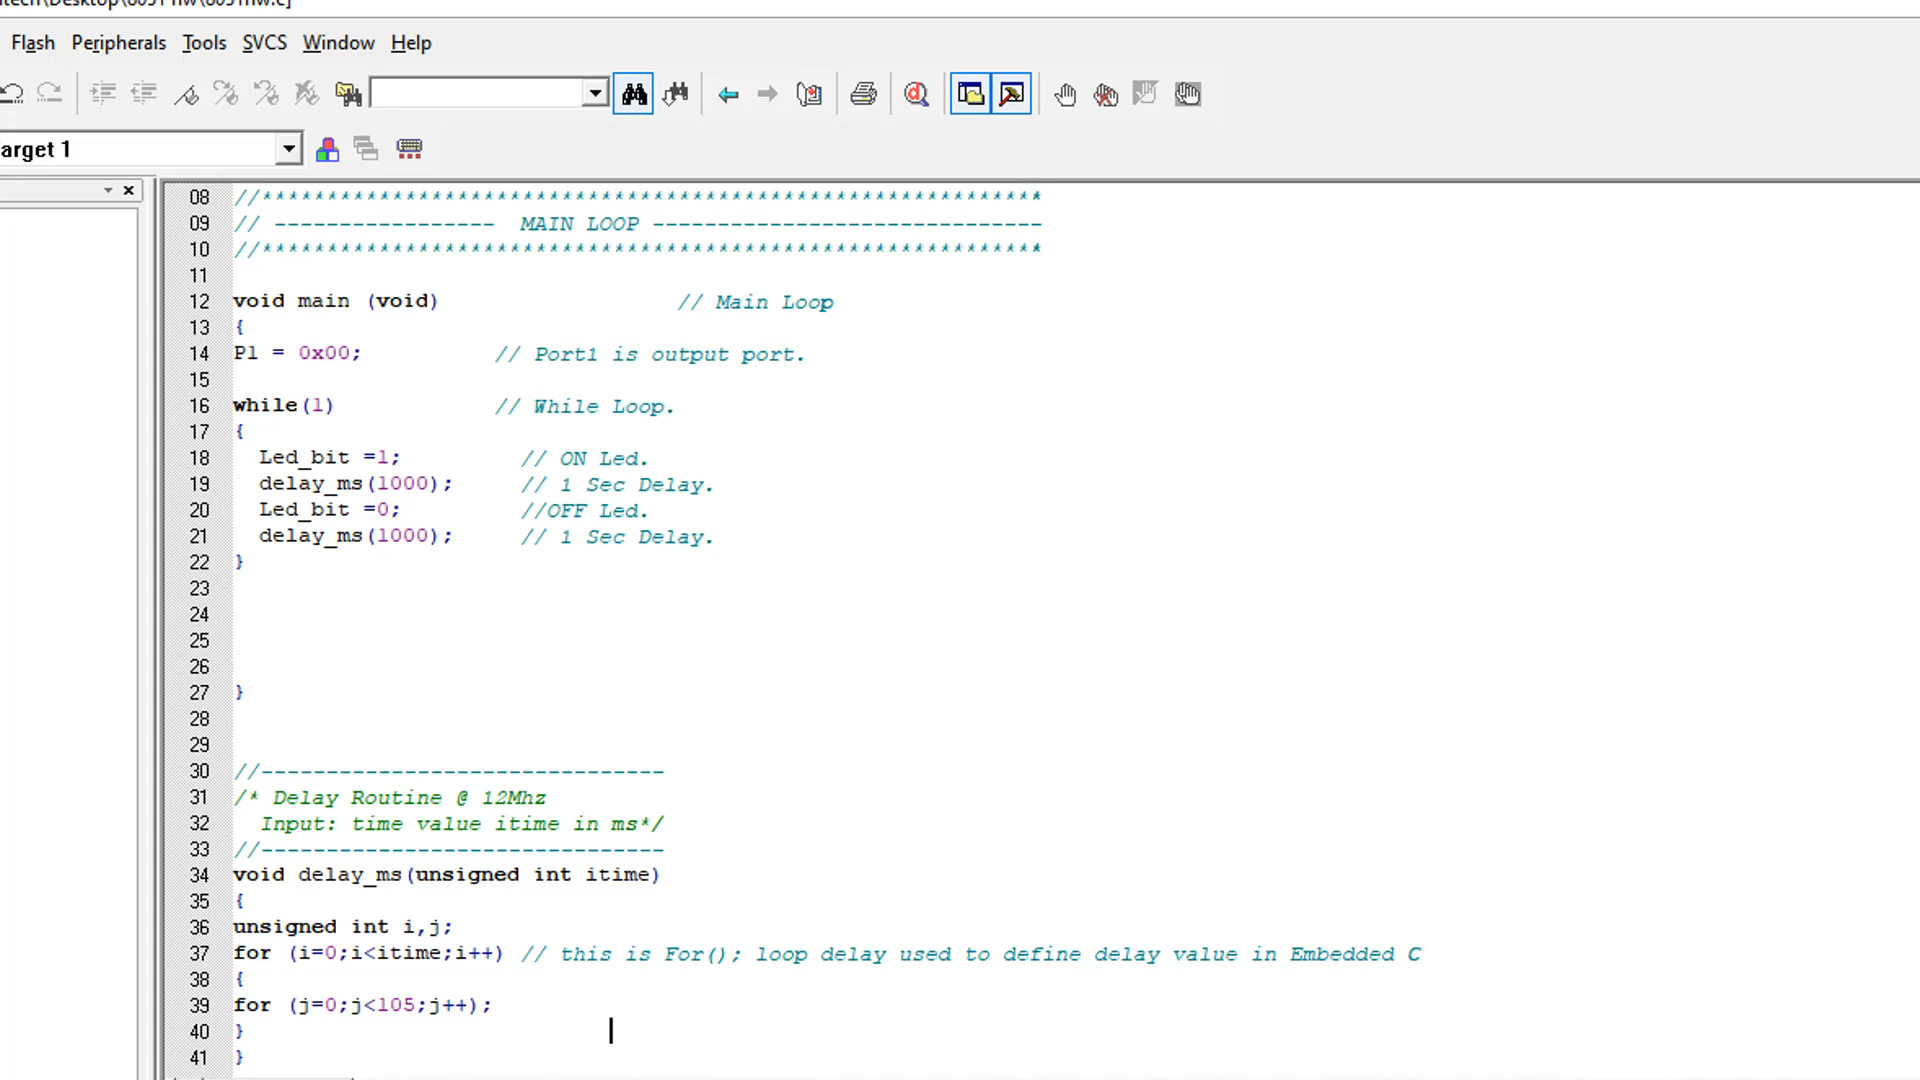 Flash Peripherals Tools SVCS Window Help
arget 1
08 //************************************************************
09 // ----------------- MAIN LOOP ------------------------------
10 //************************************************************
11
12 void main (void) // Main Loop
13 {
14 P1 = 0x00; // Port1 is output port.
15
16 while(1) // While Loop.
17 {
18 Led_bit =1; // ON Led.
19 delay_ms(1000); // 1 Sec Delay.
20 Led_bit =0; //OFF Led.
21 delay_ms(1000); // 1 Sec Delay.
22 }
23
24
25
26
27 }
28
29
30 //-------------------------------
31 /* Delay Routine @ 12Mhz
32 Input: time value itime in ms*/
33 //-------------------------------
34 void delay_ms(unsigned int itime)
35 {
36 unsigned int i,j;
37 for (i=0;i<itime;i++) // this is For(); loop delay used to define delay value in Embedded C
38 {
39 for (j=0;j<105;j++);
40 }
41 }